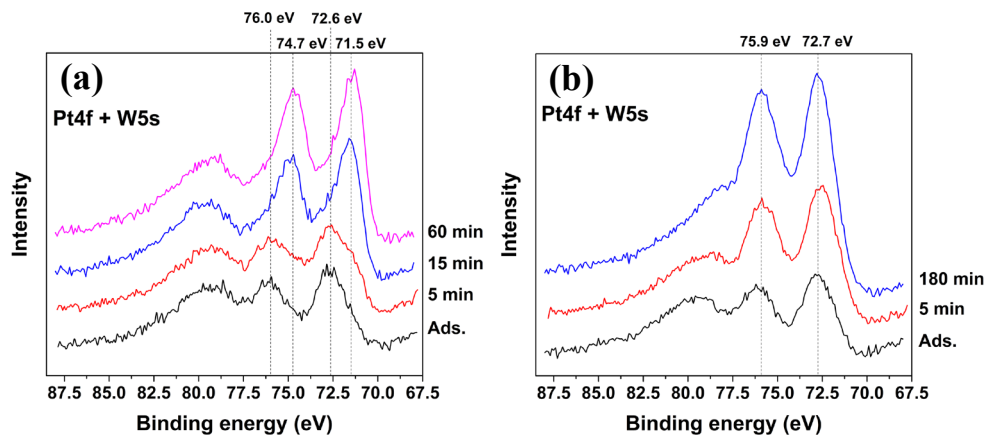 76.0 eV 72.6 eV
74.7 eV 71.5 eV
(a)
Pt4f + W5s
Intensity
60 min
15 min
5 min
Ads.
87.5 85.0 82.5 80.0 77.5 75.0 72.5 70.0 67.5
Binding energy (eV)
75.9 eV 72.7 eV
(b)
Pt4f + W5s
Intensity
180 min
5 min
Ads.
87.5 85.0 82.5 80.0 77.5 75.0 72.5 70.0 67.5
Binding energy (eV)